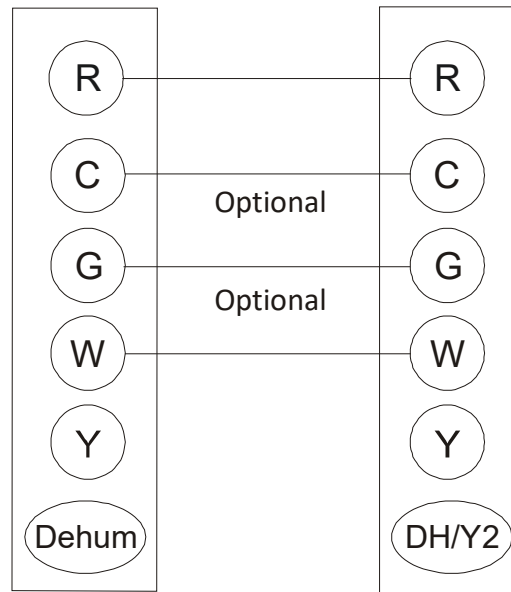 R R
C C
Optional
G G
Optional
W W
Y Y
Dehum DH/Y2